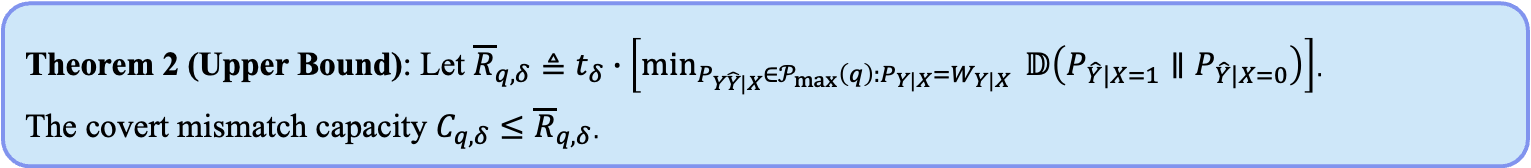 Theorem 2 (Upper Bound): Let R̅_{q,δ} ≜ t_δ · [min_{P_{YŶ|X}∈𝒫_max(q):P_{Y|X}=W_{Y|X}} 𝔻(P_{Ŷ|X=1} ∥ P_{Ŷ|X=0})].
The covert mismatch capacity C_{q,δ} ≤ R̅_{q,δ}.